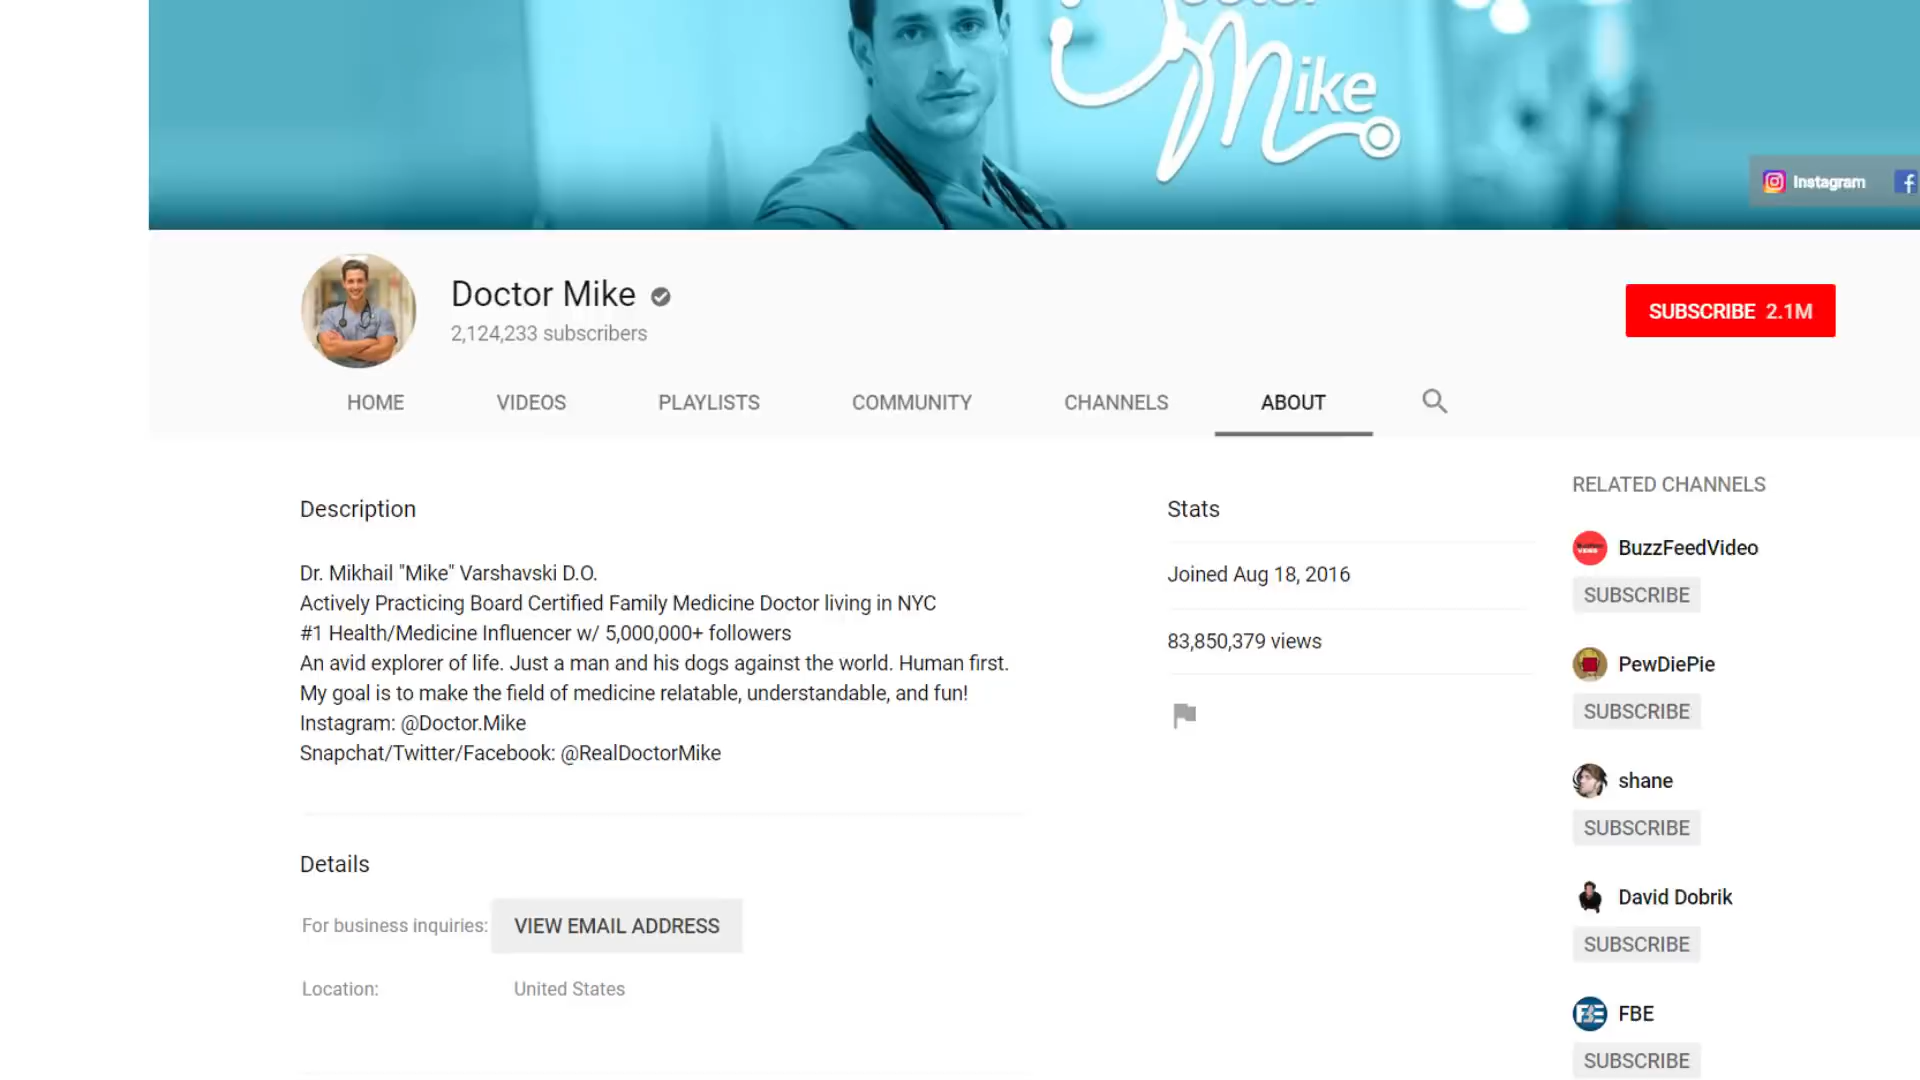 Doctor
Mike
Instagram
Doctor Mike
2,124,233 subscribers
SUBSCRIBE 2.1M
HOME VIDEOS PLAYLISTS COMMUNITY CHANNELS ABOUT
Description
Dr. Mikhail "Mike" Varshavski D.O.
Actively Practicing Board Certified Family Medicine Doctor living in NYC
#1 Health/Medicine Influencer w/ 5,000,000+ followers
An avid explorer of life. Just a man and his dogs against the world. Human first.
My goal is to make the field of medicine relatable, understandable, and fun!
Instagram: @Doctor.Mike
Snapchat/Twitter/Facebook: @RealDoctorMike
Details
For business inquiries: VIEW EMAIL ADDRESS
Location: United States
Stats
Joined Aug 18, 2016
83,850,379 views
RELATED CHANNELS
BuzzFeedVideo
SUBSCRIBE
PewDiePie
SUBSCRIBE
shane
SUBSCRIBE
David Dobrik
SUBSCRIBE
FBE
SUBSCRIBE